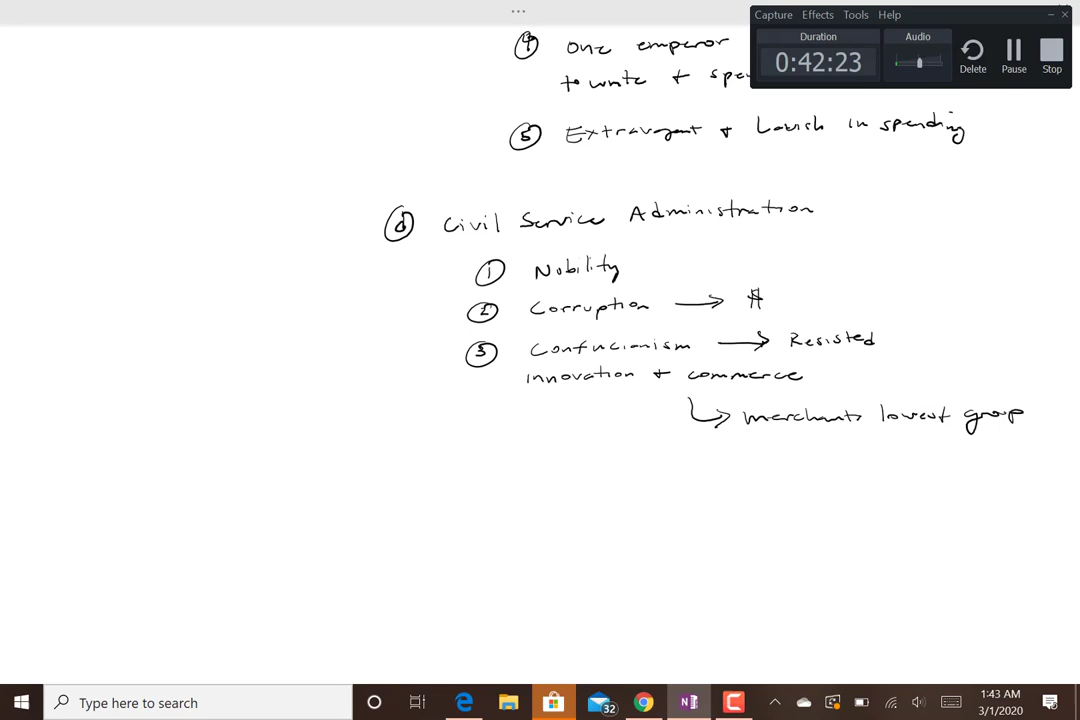 Capture Effects Tools Help
Duration Audio
0:42:23 Delete Pause Stop
④ One emperor
to write + spe
⑤ Extravagent + Lavish in spending
ⓓ Civil Service Administration
① Nobility
② Corruption → $
③ Confucianism → Resisted
innovation + commerce
↳ merchants lowest group
Type here to search
32
1:43 AM
3/1/2020